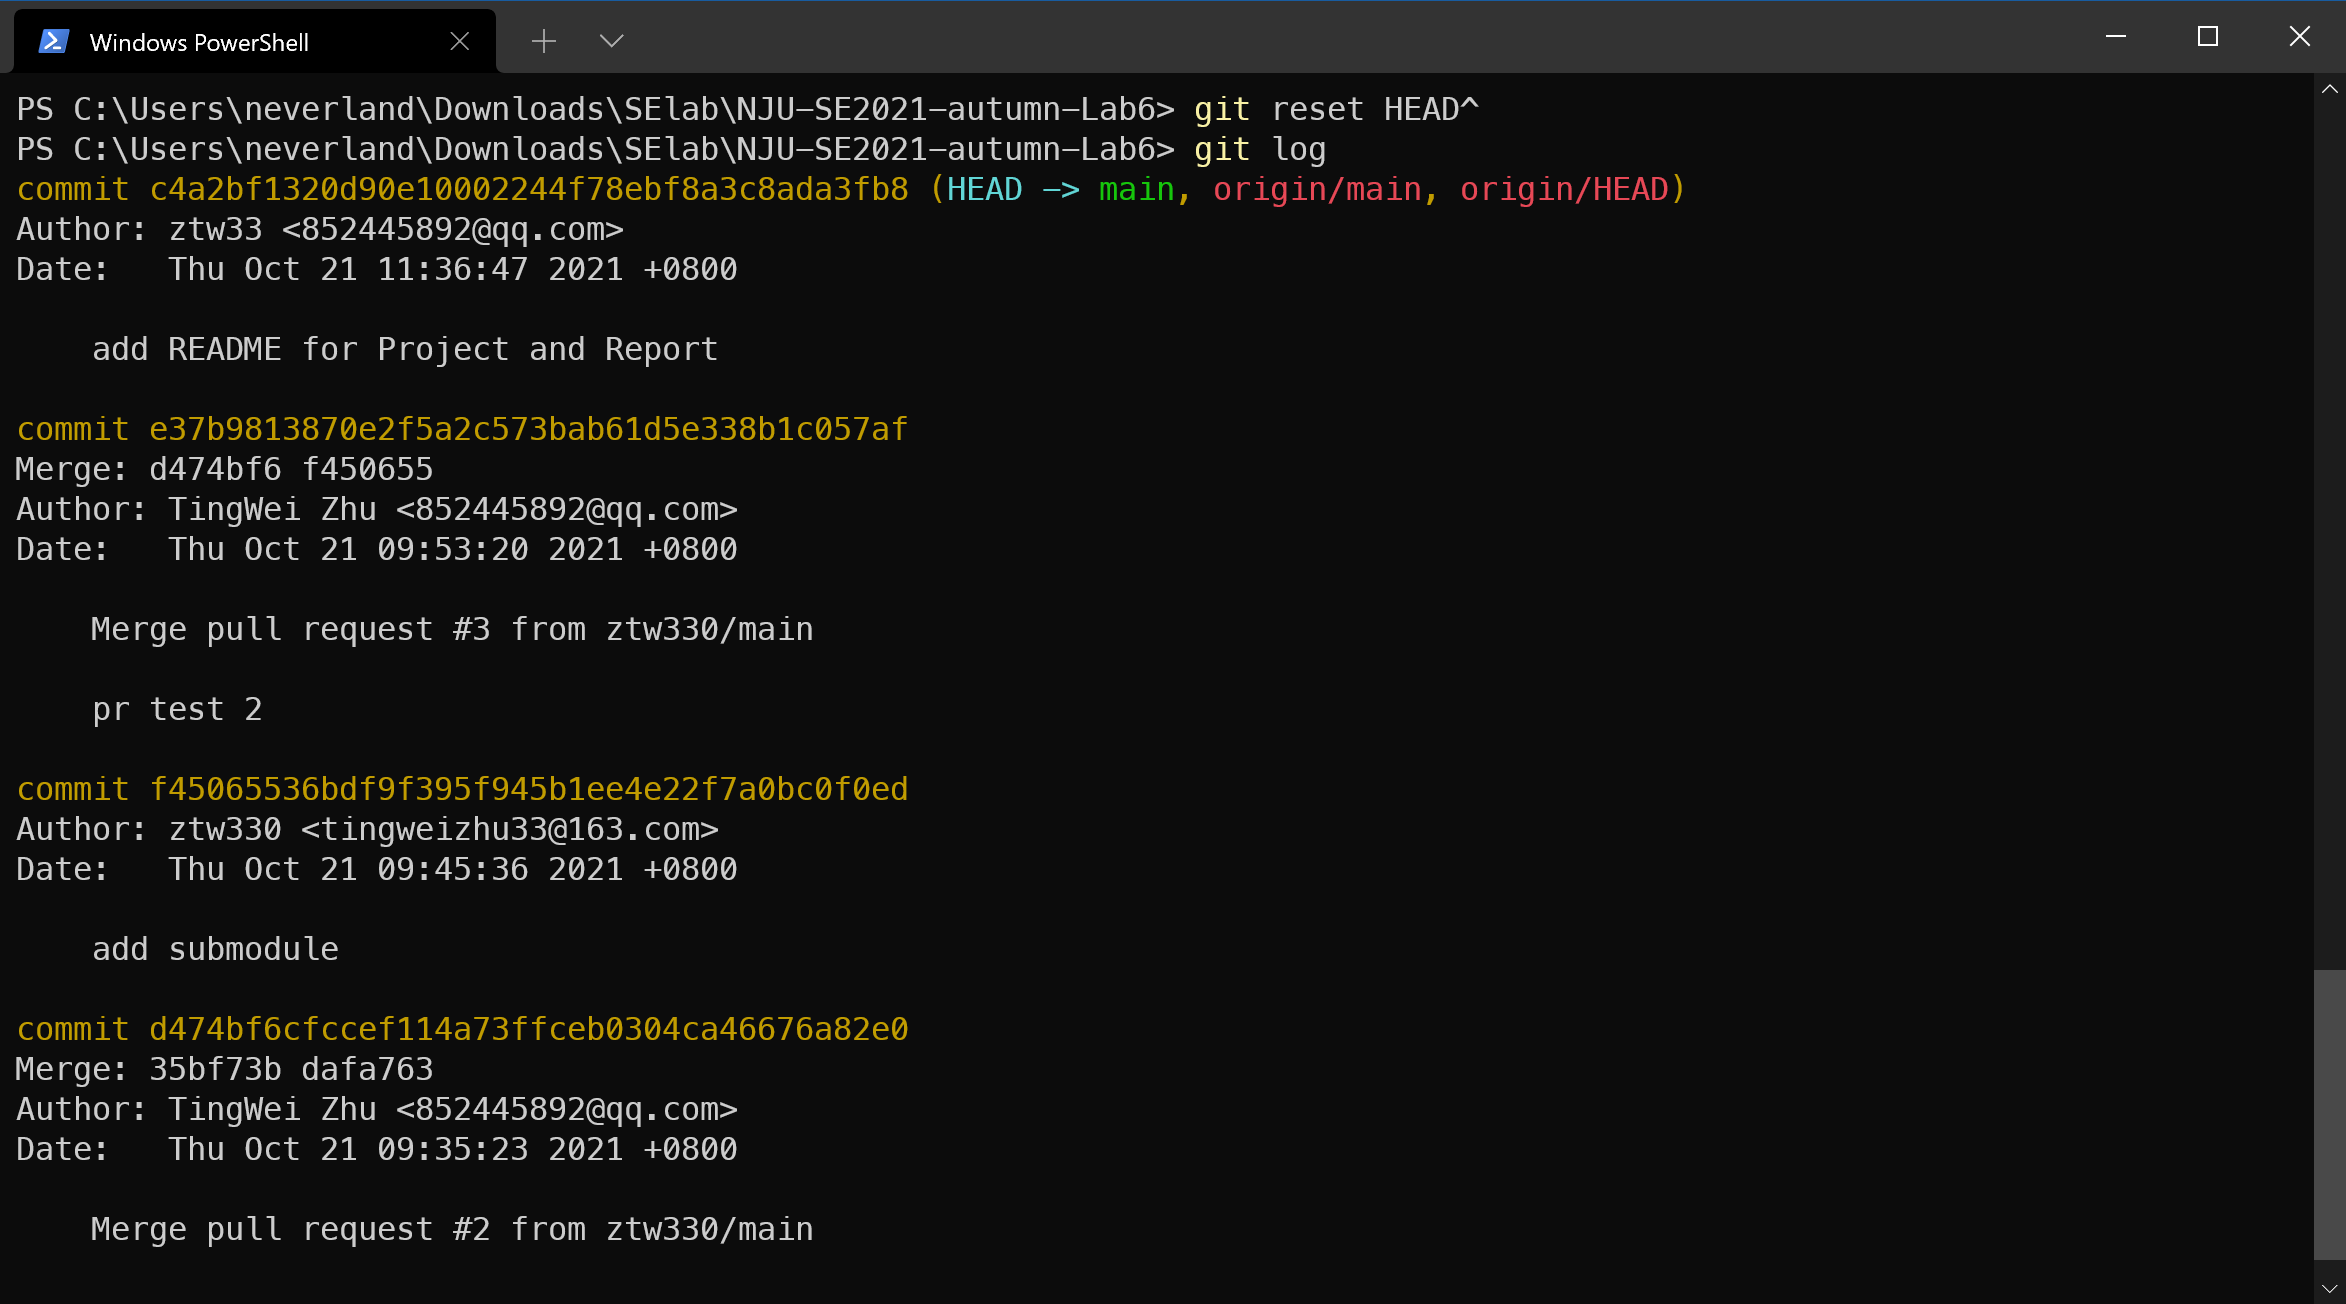 Windows PowerShell
PS C:\Users\neverland\Downloads\SElab\NJU-SE2021-autumn-Lab6> git reset HEAD^
PS C:\Users\neverland\Downloads\SElab\NJU-SE2021-autumn-Lab6> git log
commit c4a2bf1320d90e10002244f78ebf8a3c8ada3fb8 (HEAD -> main, origin/main, origin/HEAD)
Author: ztw33 <852445892@qq.com>
Date:   Thu Oct 21 11:36:47 2021 +0800
    add README for Project and Report
commit e37b9813870e2f5a2c573bab61d5e338b1c057af
Merge: d474bf6 f450655
Author: TingWei Zhu <852445892@qq.com>
Date:   Thu Oct 21 09:53:20 2021 +0800
    Merge pull request #3 from ztw330/main
    pr test 2
commit f45065536bdf9f395f945b1ee4e22f7a0bc0f0ed
Author: ztw330 <tingweizhu33@163.com>
Date:   Thu Oct 21 09:45:36 2021 +0800
    add submodule
commit d474bf6cfccef114a73ffceb0304ca46676a82e0
Merge: 35bf73b dafa763
Author: TingWei Zhu <852445892@qq.com>
Date:   Thu Oct 21 09:35:23 2021 +0800
    Merge pull request #2 from ztw330/main